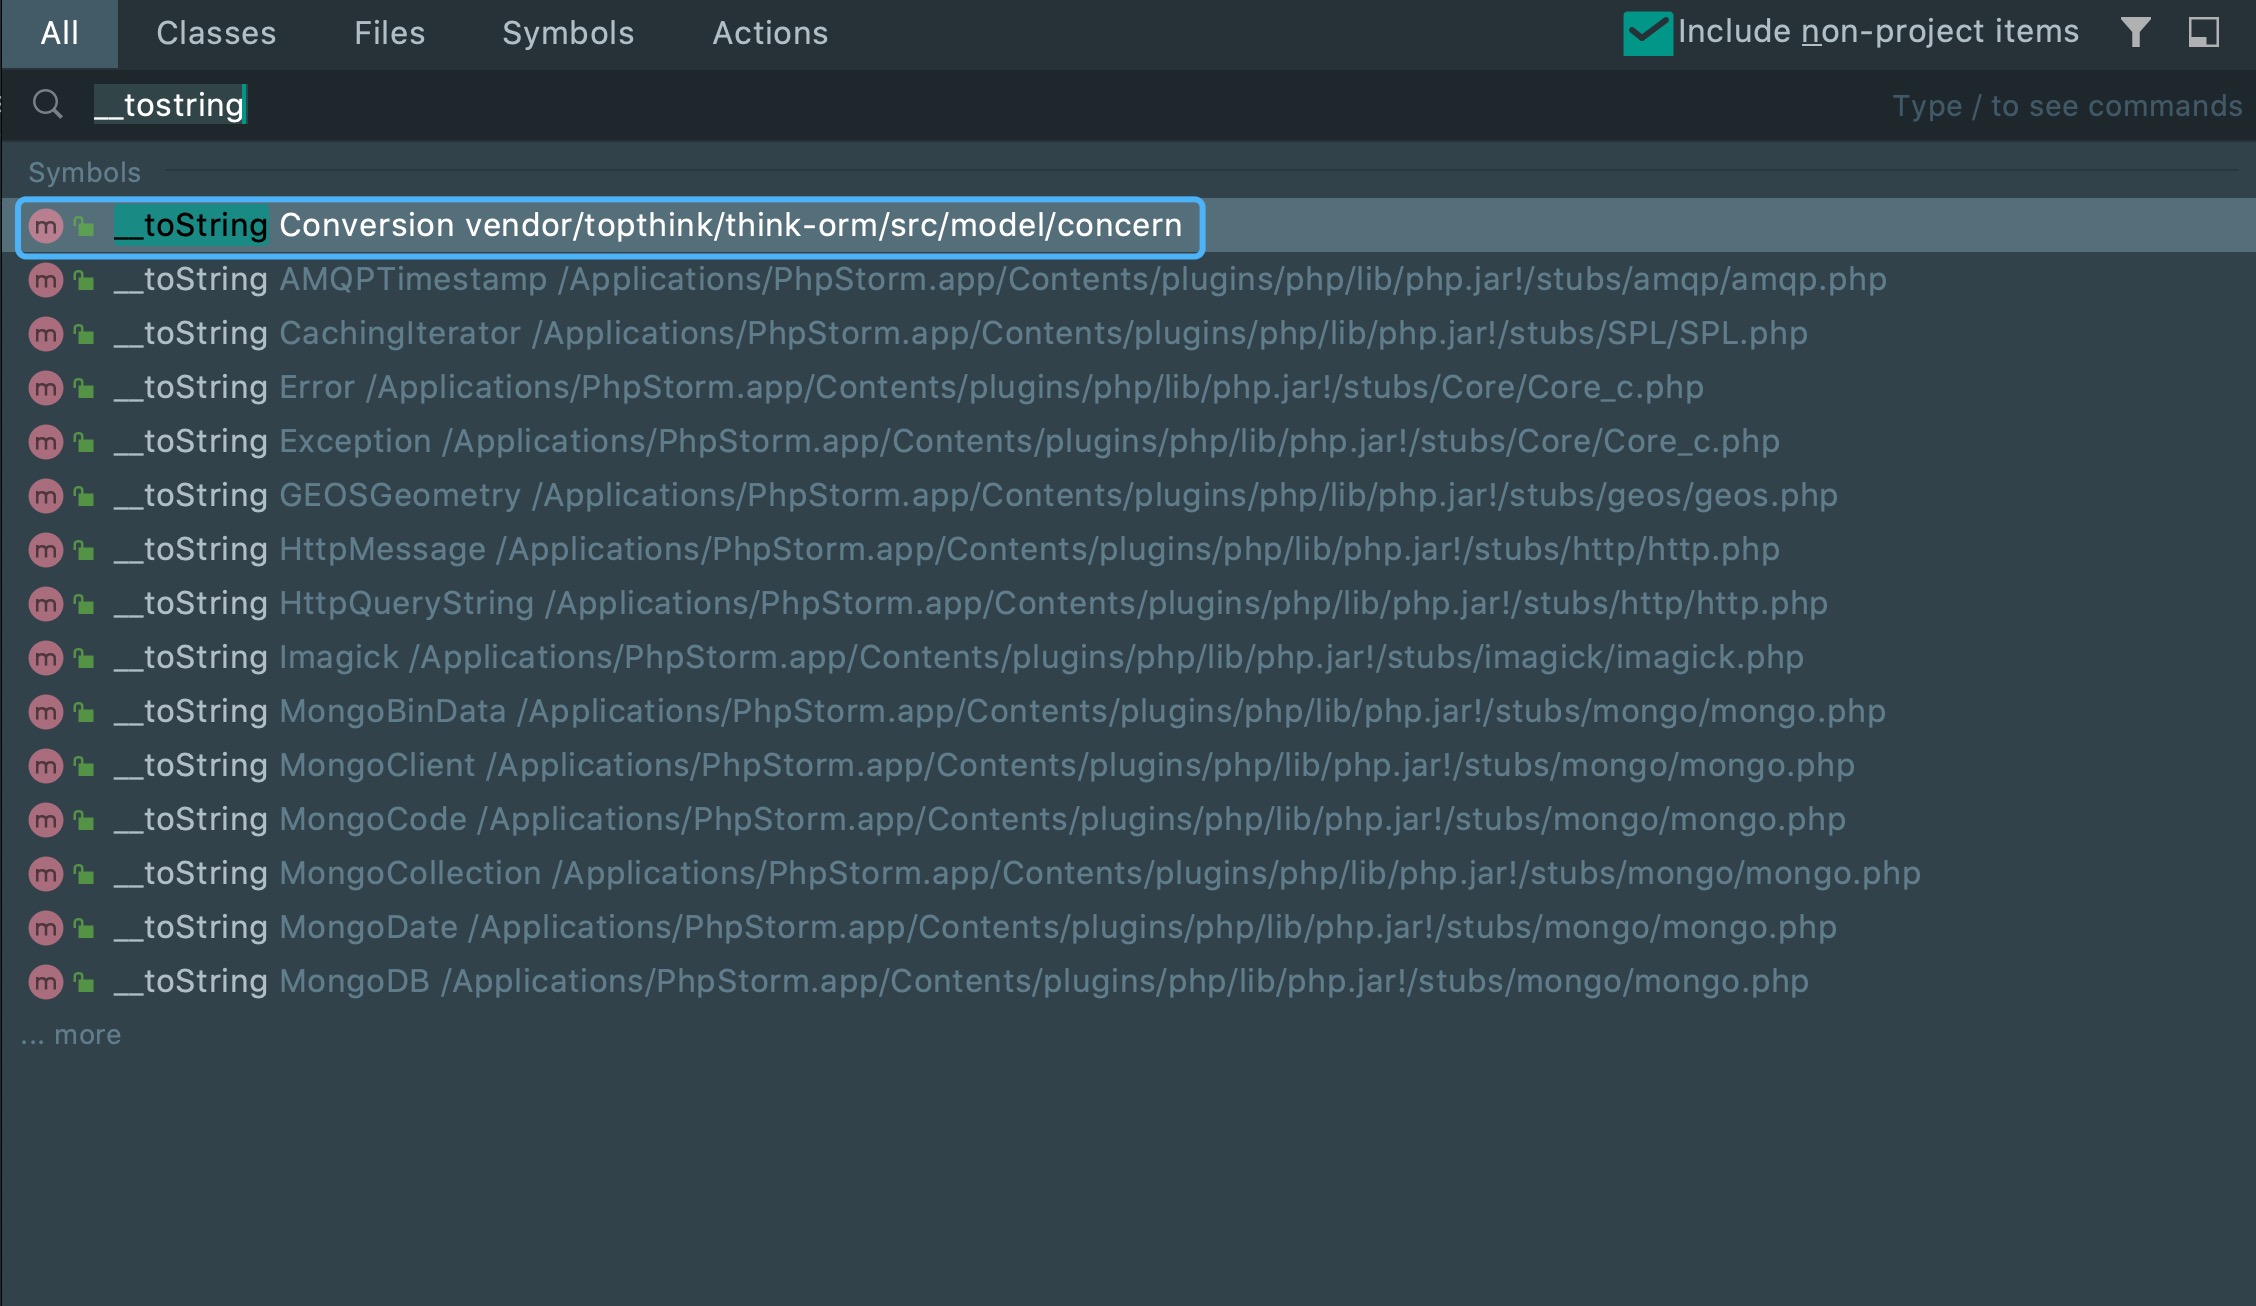 All Classes Files Symbols Actions Include non-project items
__tostring Type / to see commands
Symbols
m __toString Conversion vendor/topthink/think-orm/src/model/concern
m __toString AMQPTimestamp /Applications/PhpStorm.app/Contents/plugins/php/lib/php.jar!/stubs/amqp/amqp.php
m __toString CachingIterator /Applications/PhpStorm.app/Contents/plugins/php/lib/php.jar!/stubs/SPL/SPL.php
m __toString Error /Applications/PhpStorm.app/Contents/plugins/php/lib/php.jar!/stubs/Core/Core_c.php
m __toString Exception /Applications/PhpStorm.app/Contents/plugins/php/lib/php.jar!/stubs/Core/Core_c.php
m __toString GEOSGeometry /Applications/PhpStorm.app/Contents/plugins/php/lib/php.jar!/stubs/geos/geos.php
m __toString HttpMessage /Applications/PhpStorm.app/Contents/plugins/php/lib/php.jar!/stubs/http/http.php
m __toString HttpQueryString /Applications/PhpStorm.app/Contents/plugins/php/lib/php.jar!/stubs/http/http.php
m __toString Imagick /Applications/PhpStorm.app/Contents/plugins/php/lib/php.jar!/stubs/imagick/imagick.php
m __toString MongoBinData /Applications/PhpStorm.app/Contents/plugins/php/lib/php.jar!/stubs/mongo/mongo.php
m __toString MongoClient /Applications/PhpStorm.app/Contents/plugins/php/lib/php.jar!/stubs/mongo/mongo.php
m __toString MongoCode /Applications/PhpStorm.app/Contents/plugins/php/lib/php.jar!/stubs/mongo/mongo.php
m __toString MongoCollection /Applications/PhpStorm.app/Contents/plugins/php/lib/php.jar!/stubs/mongo/mongo.php
m __toString MongoDate /Applications/PhpStorm.app/Contents/plugins/php/lib/php.jar!/stubs/mongo/mongo.php
m __toString MongoDB /Applications/PhpStorm.app/Contents/plugins/php/lib/php.jar!/stubs/mongo/mongo.php
... more